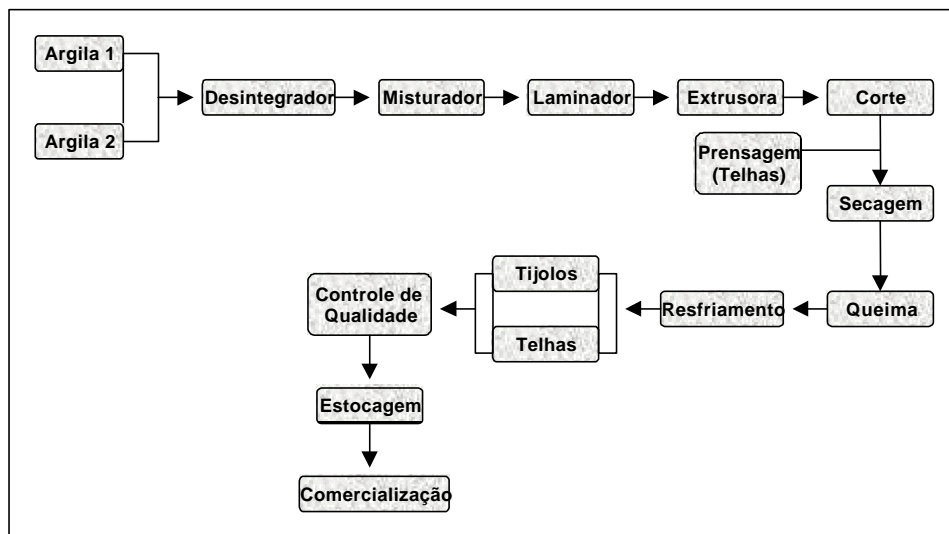 Argila 1
Argila 2
Desintegrador
Misturador
Laminador
Extrusora
Corte
Prensagem
(Telhas)
Secagem
Queima
Resfriamento
Tijolos
Telhas
Controle de
Qualidade
Estocagem
Comercialização